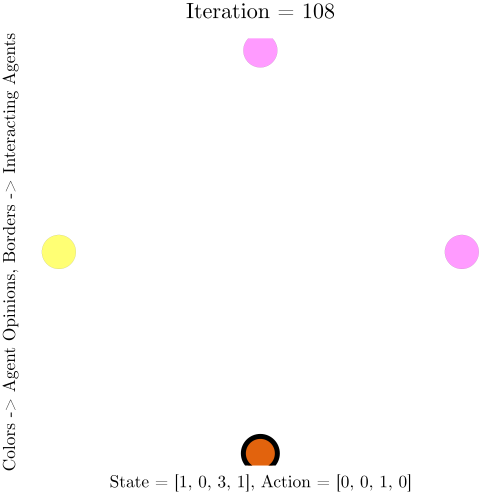 Iteration = 108
Colors -> Agent Opinions, Borders -> Interacting Agents
State = [1, 0, 3, 1], Action = [0, 0, 1, 0]